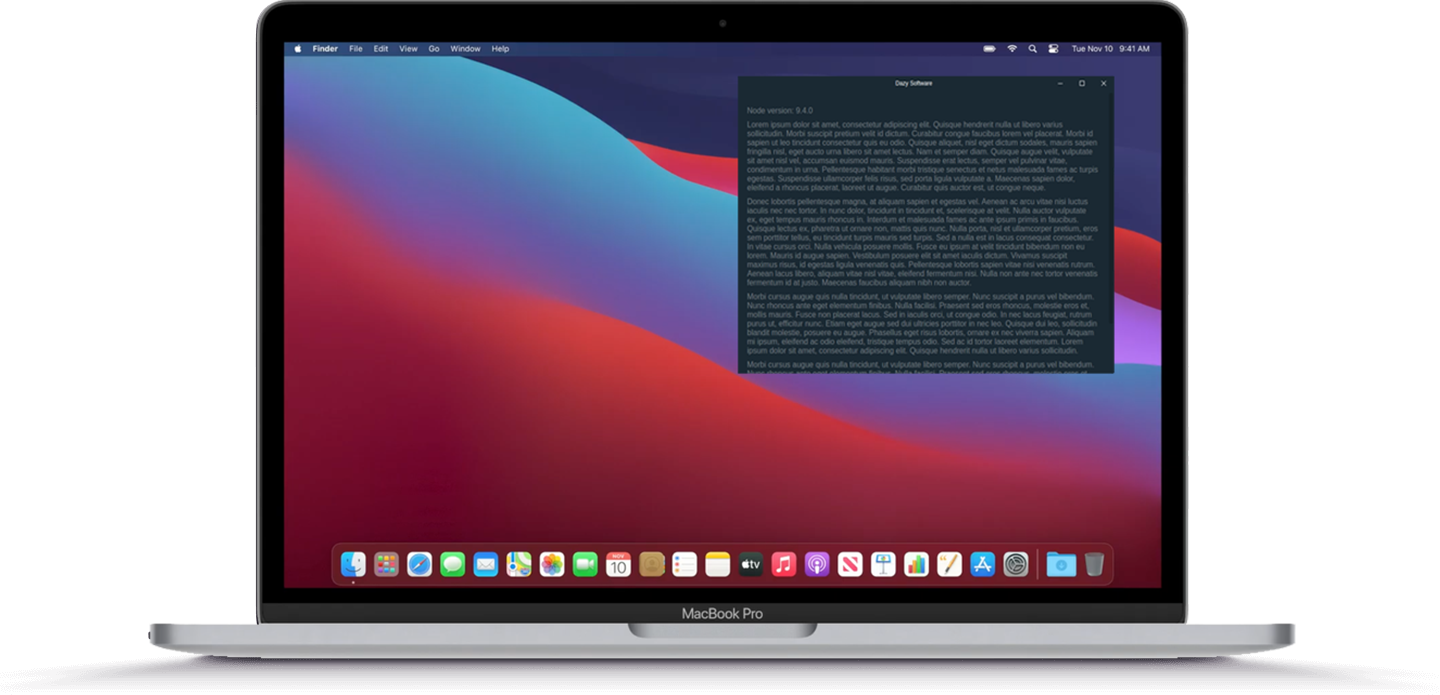 Finder File Edit View Go Window Help
Tue Nov 10 9:41 AM
Dazy Software
Node version: 9.4.0
Lorem ipsum dolor sit amet, consectetur adipiscing elit. Quisque hendrerit nulla ut libero varius
sollicitudin. Morbi suscipit pretium velit id dictum. Curabitur congue faucibus lorem vel placerat. Morbi id
sapien ut leo tincidunt consectetur quis eu odio. Quisque aliquet, nisl eget dictum sodales, mauris sapien
fringilla nisl, eget aucto urna libero sit amet lectus. Nam et semper diam. Quisque augue velit, vulputate
sit amet nisl vel, accumsan euismod mauris. Suspendisse erat lectus, semper vel pulvinar vitae,
condimentum in urna. Pellentesque habitant morbi tristique senectus et netus malesuada fames ac turpis
egestas. Suspendisse ullamcorper felis risus, sed porta ligula vulputate a. Maecenas sapien dolor,
eleifend a rhoncus placerat, laoreet ut augue. Curabitur quis auctor est, ut congue neque.
Donec lobortis pellentesque magna, at aliquam sapien et egestas vel. Aenean ac arcu vitae nisi luctus
iaculis nec nec tortor. In nunc dolor, tincidunt in tincidunt et, scelerisque at velit. Nulla auctor vulputate
ex, eget tempus mauris rhoncus in. Interdum et malesuada fames ac ante ipsum primis in faucibus.
Quisque lectus ex, pharetra ut ornare non, mattis quis nunc. Nulla porta, nisl et ullamcorper pretium, eros
sem porttitor tellus, eu tincidunt turpis mauris sed turpis. Sed a nulla est in lacus consequat consectetur.
In vitae cursus orci. Nulla vehicula posuere mollis. Fusce eu ipsum at velit tincidunt bibendum non eu
lorem. Mauris id augue sapien. Vestibulum posuere elit sit amet iaculis dictum. Vivamus suscipit
maximus risus, id egestas ligula venenatis quis. Pellentesque lobortis sapien vitae nisi venenatis rutrum.
Aenean lacus libero, aliquam vitae nisl vitae, eleifend fermentum nisi. Nulla non ante nec tortor venenatis
fermentum id at justo. Maecenas faucibus aliquam nibh non auctor.
Morbi cursus augue quis nulla tincidunt, ut vulputate libero semper. Nunc suscipit a purus vel bibendum.
Nunc rhoncus ante eget elementum finibus. Nulla facilisi. Praesent sed eros rhoncus, molestie eros et,
mollis mauris. Fusce non placerat lacus. Sed in iaculis orci, ut congue odio. In nec lacus feugiat, rutrum
purus ut, efficitur nunc. Etiam eget augue sed dui ultricies porttitor in nec leo. Quisque dui leo, sollicitudin
blandit molestie, posuere eu augue. Phasellus eget risus lobortis, ornare ex nec viverra sapien. Aliquam
mi ipsum, eleifend ac odio eleifend, tristique tempus odio. Sed ac id tortor laoreet elementum. Lorem
ipsum dolor sit amet, consectetur adipiscing elit. Quisque hendrerit nulla ut libero varius sollicitudin.
Morbi cursus augue quis nulla tincidunt, ut vulputate libero semper. Nunc suscipit a purus vel bibendum.
NOV
10
tv
MacBook Pro